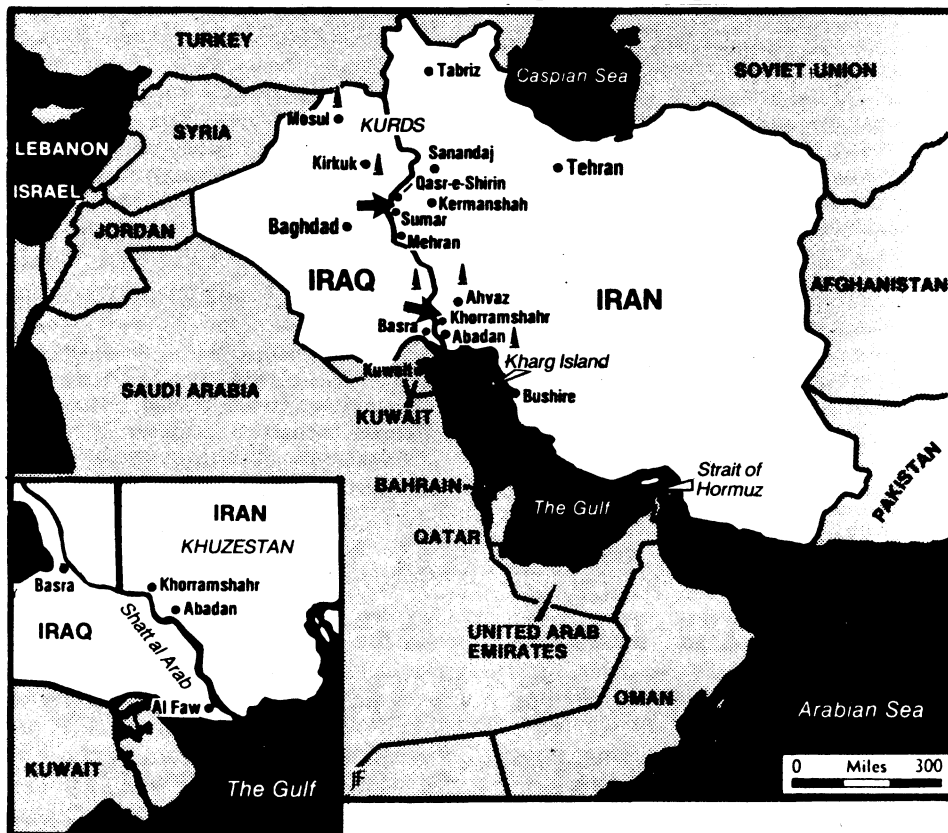 TURKEY
Caspian Sea
SOVIET UNION
Tabriz
Mosul
KURDS
SYRIA
LEBANON
ISRAEL
Kirkuk
Sanandaj
Tehran
Qasr-e-Shirin
Kermanshah
Sumar
JORDAN
Baghdad
Mehran
IRAQ
IRAN
AFGHANISTAN
Ahvaz
Khorramshahr
Basra
Abadan
Kharg Island
Kuwait
SAUDI ARABIA
KUWAIT
Bushire
PAKISTAN
Strait of
Hormuz
BAHRAIN
The Gulf
QATAR
UNITED ARAB
EMIRATES
OMAN
Arabian Sea
0 Miles 300
IRAN
KHUZESTAN
Basra
Khorramshahr
Abadan
IRAQ
Shatt al Arab
Al Faw
KUWAIT
The Gulf